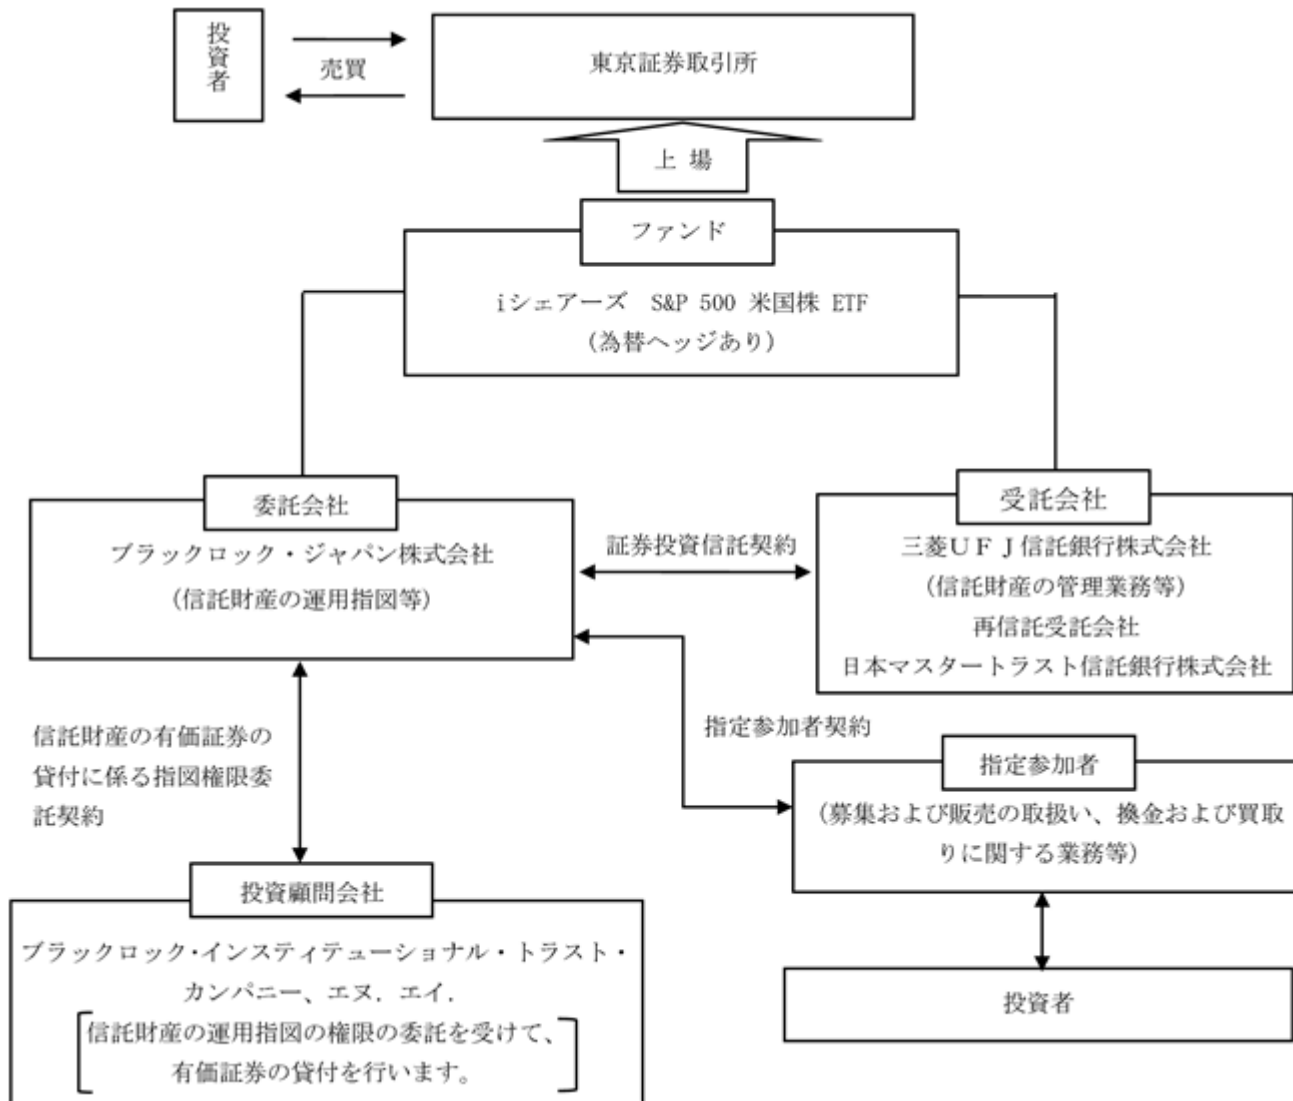 投資者
売買
東京証券取引所
上 場
ファンド
iシェアーズ S&P 500 米国株 ETF
（為替ヘッジあり）
委託会社
ブラックロック・ジャパン株式会社
（信託財産の運用指図等）
証券投資信託契約
受託会社
三菱ＵＦＪ信託銀行株式会社
（信託財産の管理業務等）
再信託受託会社
日本マスタートラスト信託銀行株式会社
信託財産の有価証券の
貸付に係る指図権限委
託契約
指定参加者契約
指定参加者
（募集および販売の取扱い、換金および買取
りに関する業務等）
投資顧問会社
ブラックロック・インスティテューショナル・トラスト・
カンパニー、エヌ．エイ．
信託財産の運用指図の権限の委託を受けて、
有価証券の貸付を行います。
投資者